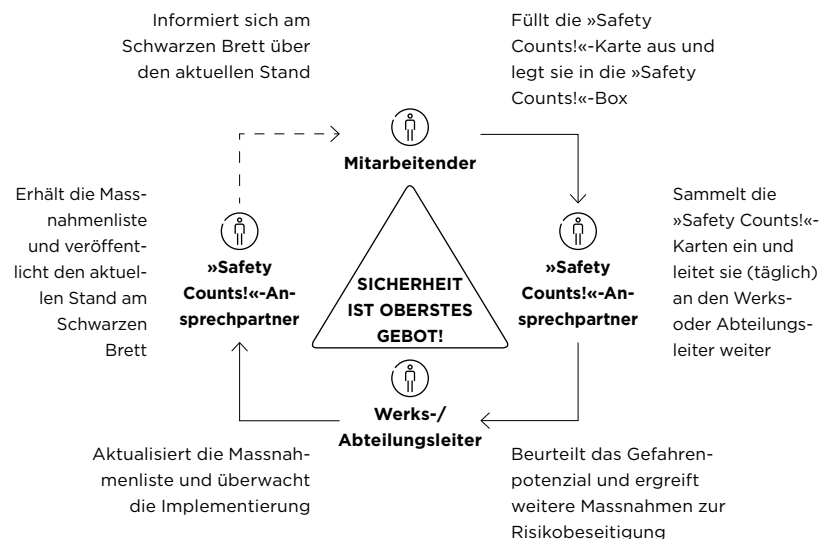 Informiert sich am
Schwarzen Brett über
den aktuellen Stand
Füllt die »Safety
Counts!«-Karte aus und
legt sie in die »Safety
Counts!«-Box
Mitarbeitender
Erhält die Mass-
nahmenliste
und veröffent-
licht den aktuel-
len Stand am
Schwarzen
Brett
»Safety
Counts!«-An-
sprechpartner
SICHERHEIT
IST OBERSTES
GEBOT!
»Safety
Counts!«-An-
sprechpartner
Sammelt die
»Safety Counts!«-
Karten ein und
leitet sie (täglich)
an den Werks-
oder Abteilungs-
leiter weiter
Werks-/
Abteilungsleiter
Aktualisiert die Massnah-
menliste und überwacht
die Implementierung
Beurteilt das Gefahren-
potenzial und ergreift
weitere Massnahmen zur
Risikobeseitigung